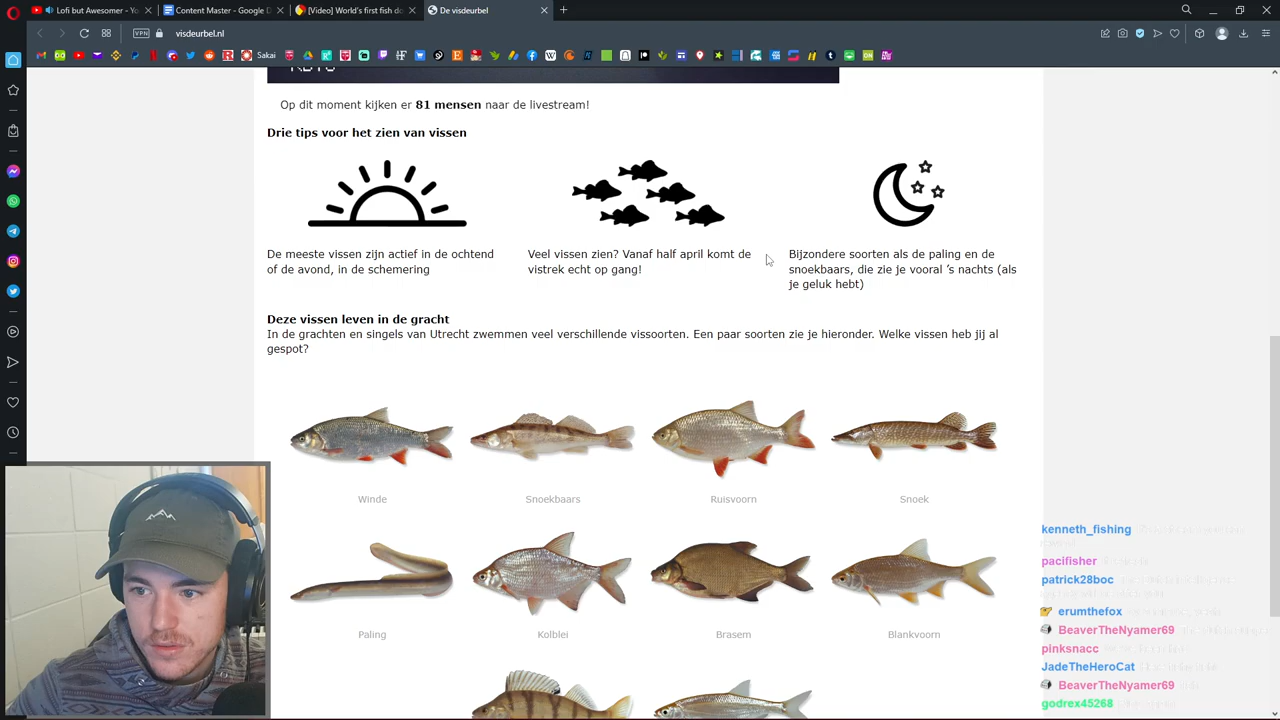 Lofi but Awesome - Yo
Content Master - Google D
[Video] World's first fish do
De visdeurbel
VPN
visdeurbel.nl
Sakai
Op dit moment kijken er 81 mensen naar de livestream!
Drie tips voor het zien van vissen
De meeste vissen zijn actief in de ochtend
of de avond, in de schemering
Veel vissen zien? Vanaf half april komt de
vistrek echt op gang!
Bijzondere soorten als de paling en de
snoekbaars, die zie je vooral 's nachts (als
je geluk hebt)
Deze vissen leven in de gracht
In de grachten en singels van Utrecht zwemmen veel verschillende vissoorten. Een paar soorten zie je hieronder. Welke vissen heb jij al
gespot?
Winde
Snoekbaars
Ruisvoorn
Snoek
Paling
Kolblei
Brasem
Blankvoorn
kenneth_fishing
pacifisher
patrick28boc
erumthefox
BeaverTheNyamer69
pinksnacc
JadeTheHeroCat
BeaverTheNyamer69
godrex45268